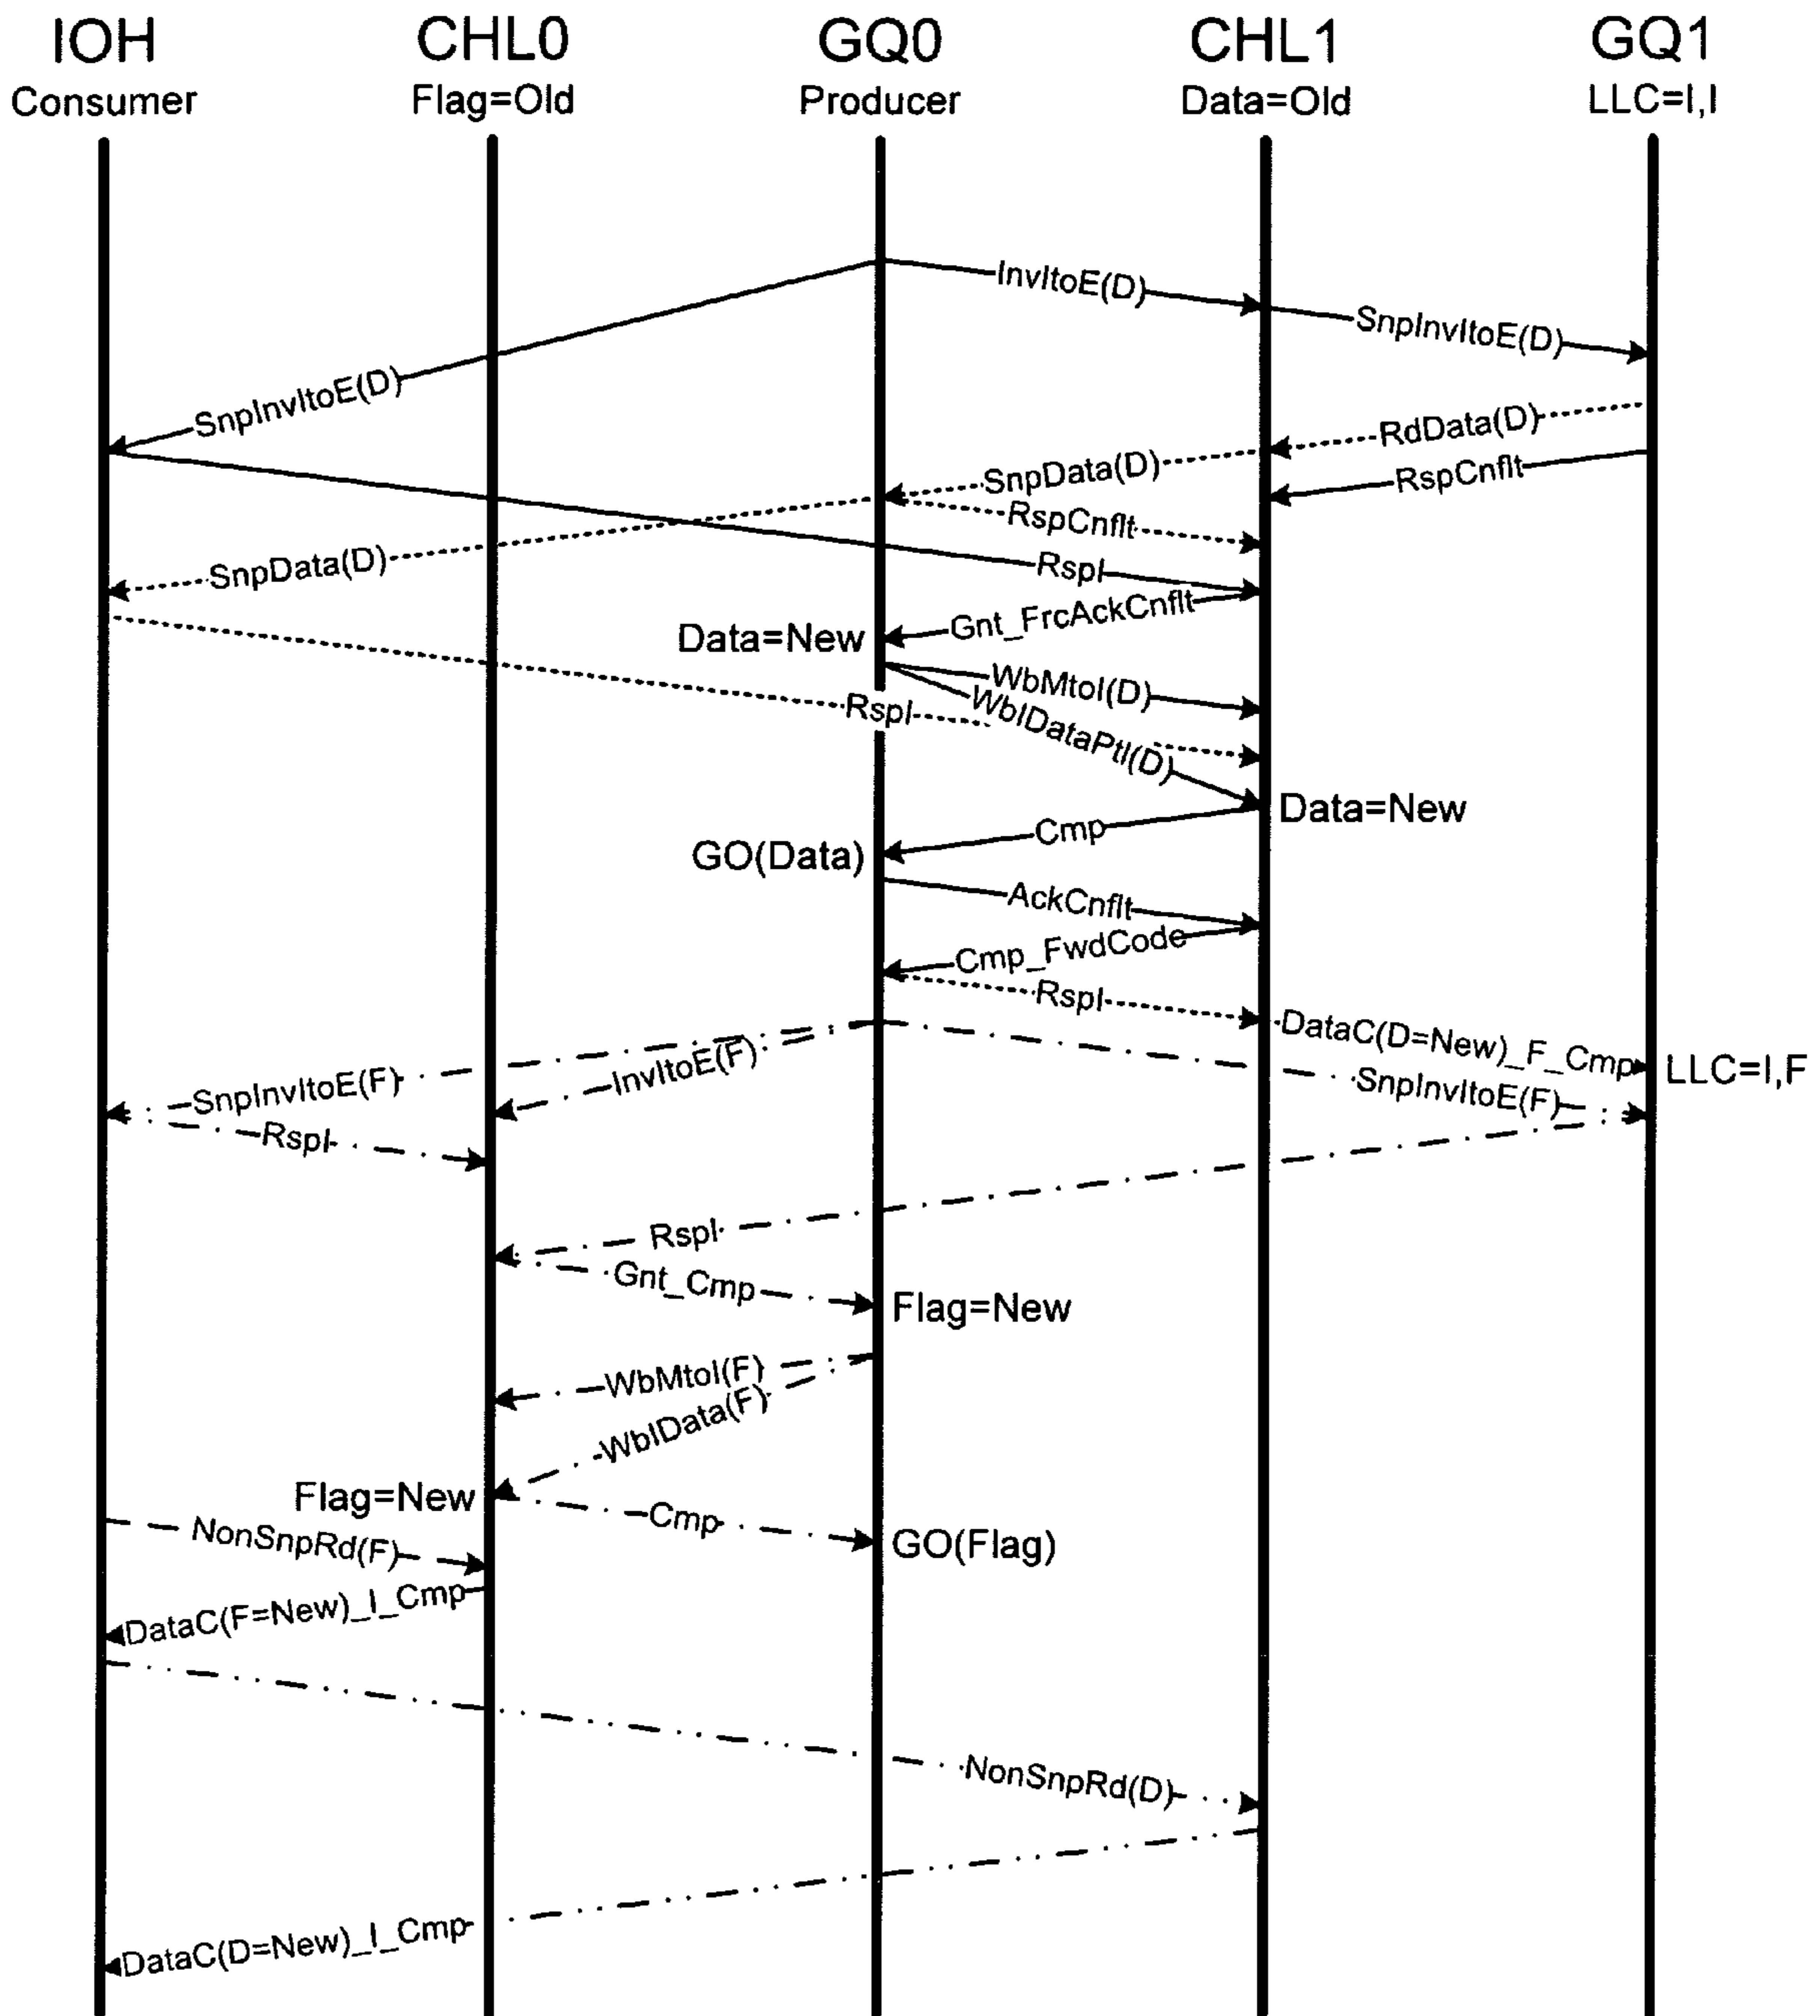 IOH
CHL0
GQ0
CHL1
GQ1
Consumer
Flag=Old
Producer
Data=Old
LLC=I,I
InvItoE(D)
SnpInvItoE(D)
SnpInvItoE(D)
RdData(D)
SnpData(D)
RspCnflt
RspCnflt
SnpData(D)
RspI
Gnt_FrcAckCnflt
Data=New
WbMtoI(D)
RspI
WbIDataPtl(D)
Data=New
Cmp
GO(Data)
AckCnflt
Cmp_FwdCode
RspI
DataC(D=New)_F_Cmp
LLC=I,F
InvItoE(F)
SnpInvItoE(F)
SnpInvItoE(F)
RspI
RspI
Gnt_Cmp
Flag=New
WbMtoI(F)
WbIData(F)
Flag=New
Cmp
NonSnpRd(F)
GO(Flag)
DataC(F=New)_I_Cmp
NonSnpRd(D)
DataC(D=New)_I_Cmp